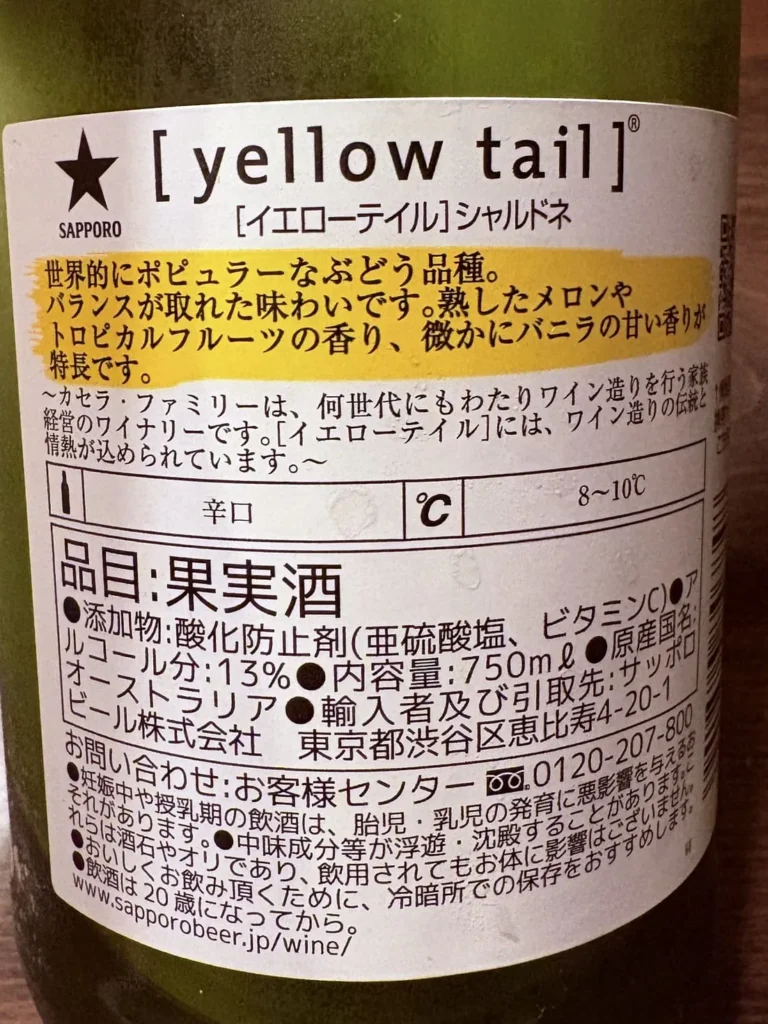 [ yellow tail ]®
SAPPORO
[イエローテイル]シャルドネ
世界的にポピュラーなぶどう品種。
バランスが取れた味わいです。熟したメロンや
トロピカルフルーツの香り、微かにバニラの甘い香りが
特長です。
～カセラ・ファミリーは、何世代にもわたりワイン造りを行う家族
経営のワイナリーです。[イエローテイル]には、ワイン造りの伝統と
情熱が込められています。～
辛口 ℃ 8～10℃
品目:果実酒
●添加物:酸化防止剤(亜硫酸塩、ビタミンC)●ア
ルコール分:13%●内容量:750mℓ●原産国名:
オーストラリア●輸入者及び引取先:サッポロ
ビール株式会社 東京都渋谷区恵比寿4-20-1
お問い合わせ:お客様センター 0120-207-800
●妊娠中や授乳期の飲酒は、胎児・乳児の発育に悪影響を与えるお
それがあります。●中味成分等が浮遊・沈殿することがあります。こ
れらは酒石やオリであり、飲用されてもお体に影響はございません。
●おいしくお飲み頂くために、冷暗所での保存をおすすめします。
●飲酒は20歳になってから。
www.sapporobeer.jp/wine/